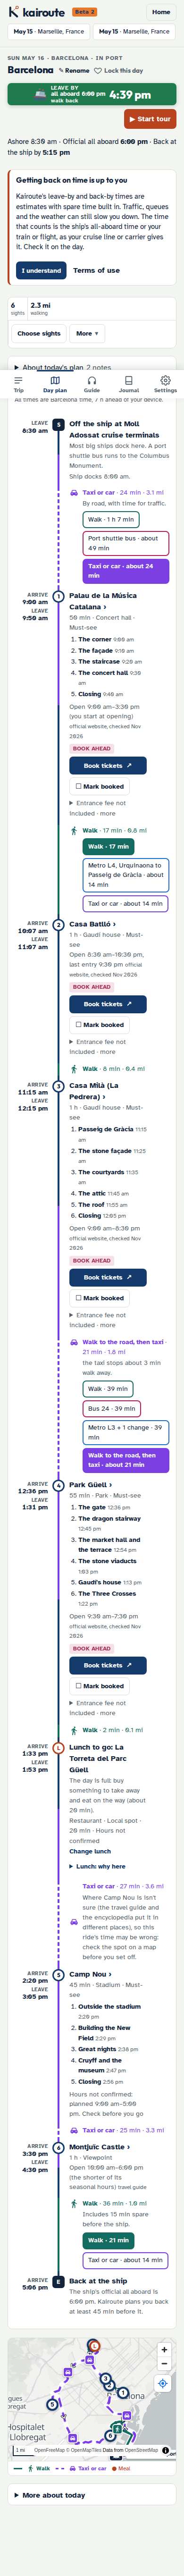 kairoute Beta 2 Home
May 15 · Marseille, France May 15 · Marseille, France
SUN MAY 16 · BARCELONA · IN PORT
Barcelona Rename Lock this day
LEAVE BY
all aboard 6:00 pm
walk back
4:39 pm
▶ Start tour
Ashore 8:30 am · Official all aboard 6:00 pm · Back at
the ship by 5:15 pm
Getting back on time is up to you
Kairoute's leave-by and back-by times are
estimates with spare time built in. Traffic, queues
and the weather can still slow you down. The time
that counts is the ship's all-aboard time or your
train or flight, as your cruise line or carrier gives
it. Check it on the day.
I understand Terms of use
6
sights
2.3 mi
walking
Choose sights More ▾
▶ About today's plan 2 notes
Trip Day plan Guide Journal Settings
All times are Barcelona time, 7 h ahead of your device.
LEAVE
8:30 am
S
Off the ship at Moll
Adossat cruise terminals
Most big ships dock here. A port
shuttle bus runs to the Columbus
Monument.
Ship docks 8:00 am.
Taxi or car · 24 min · 3.1 mi
By road, with time for traffic.
Walk · 1 h 7 min
Port shuttle bus · about
49 min
Taxi or car · about 24
min
ARRIVE
9:00 am
LEAVE
9:50 am
1
Palau de la Música
Catalana ›
50 min · Concert hall ·
Must-see
1. The corner 9:00 am
2. The façade 9:10 am
3. The staircase 9:20 am
4. The concert hall 9:30
am
5. Closing 9:40 am
Open 9:00 am–3:30 pm
(you start at opening)
official website, checked Nov
2026
BOOK AHEAD
Book tickets ↗
Mark booked
▶ Entrance fee not
included · more
Walk · 17 min · 0.8 mi
Walk · 17 min
Metro L4, Urquinaona to
Passeig de Gràcia · about
14 min
Taxi or car · about 14 min
ARRIVE
10:07 am
LEAVE
11:07 am
2
Casa Batlló ›
1 h · Gaudí house · Must-
see
Open 8:30 am–10:30 pm,
last entry 9:30 pm official
website, checked Nov 2026
BOOK AHEAD
Book tickets ↗
Mark booked
▶ Entrance fee not
included · more
Walk · 8 min · 0.4 mi
ARRIVE
11:15 am
LEAVE
12:15 pm
3
Casa Milà (La
Pedrera) ›
1 h · Gaudí house · Must-
see
1. Passeig de Gràcia 11:15
am
2. The stone façade 11:25
am
3. The courtyards 11:35
am
4. The attic 11:45 am
5. The roof 11:55 am
6. Closing 12:05 pm
Open 9:00 am–8:30 pm
official website, checked Nov
2026
BOOK AHEAD
Book tickets ↗
Mark booked
▶ Entrance fee not
included · more
Walk to the road, then taxi ·
21 min · 1.8 mi
the taxi stops about 3 min
walk away.
Walk · 39 min
Bus 24 · 39 min
Metro L3 + 1 change · 39
min
Walk to the road, then
taxi · about 21 min
ARRIVE
12:36 pm
LEAVE
1:31 pm
4
Park Güell ›
55 min · Park · Must-see
1. The gate 12:36 pm
2. The dragon stairway
12:45 pm
3. The market hall and
the terrace 12:54 pm
4. The stone viaducts
1:03 pm
5. Gaudí's house 1:13 pm
6. The Three Crosses
1:22 pm
Open 9:30 am–7:30 pm
official website, checked Nov
2026
BOOK AHEAD
Book tickets ↗
Mark booked
▶ Entrance fee not
included · more
Walk · 2 min · 0.1 mi
ARRIVE
1:33 pm
LEAVE
1:53 pm
L
Lunch to go: La
Torreta del Parc
Güell
The day is full: buy
something to take away
and eat on the way (about
20 min).
Restaurant · Local spot ·
20 min · Hours not
confirmed
Change lunch
▶ Lunch: why here
Taxi or car · 27 min · 3.6 mi
Where Camp Nou is isn't
sure (the travel guide and
the encyclopedia put it in
different places), so this
ride's time may be wrong:
check the spot on a map
before you set off.
ARRIVE
2:20 pm
LEAVE
3:05 pm
5
Camp Nou ›
45 min · Stadium · Must-
see
1. Outside the stadium
2:20 pm
2. Building the New
Field 2:29 pm
3. Great nights 2:38 pm
4. Cruyff and the
museum 2:47 pm
5. Closing 2:56 pm
Hours not confirmed:
planned 9:00 am–5:00
pm. Check before you go
Taxi or car · 25 min · 3.3 mi
ARRIVE
3:30 pm
LEAVE
4:30 pm
6
Montjuïc Castle ›
1 h · Viewpoint
Open 10:00 am–6:00 pm
(the shorter of its
seasonal hours) travel guide
Walk · 36 min · 1.0 mi
Includes 15 min spare
before the ship.
Walk · 21 min
Taxi or car · about 14 min
ARRIVE
5:06 pm
E
Back at the ship
The ship's official all aboard is
6:00 pm. Kairoute plans you back
at least 45 min before it.
L
3
1
5
6
Hospitalet
Llobregat
1 mi
OpenFreeMap © OpenMapTiles Data from OpenStreetMap
Walk Taxi or car Meal
▶ More about today